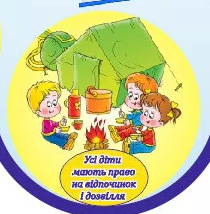 Усі діти
мають право
на відпочинок
і дозвілля